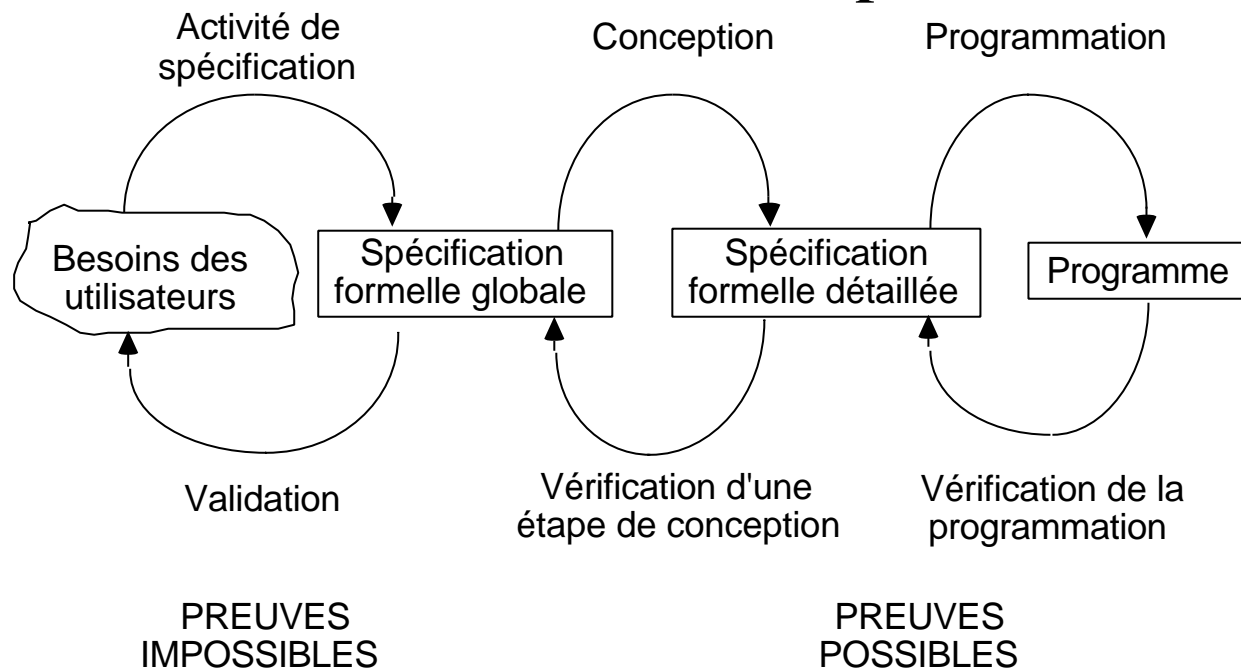 Activité de
spécification
Conception
Programmation
Besoins des
utilisateurs
Spécification
formelle globale
Spécification
formelle détaillée
Programme
Validation
Vérification d'une
étape de conception
Vérification de la
programmation
PREUVES
IMPOSSIBLES
PREUVES
POSSIBLES